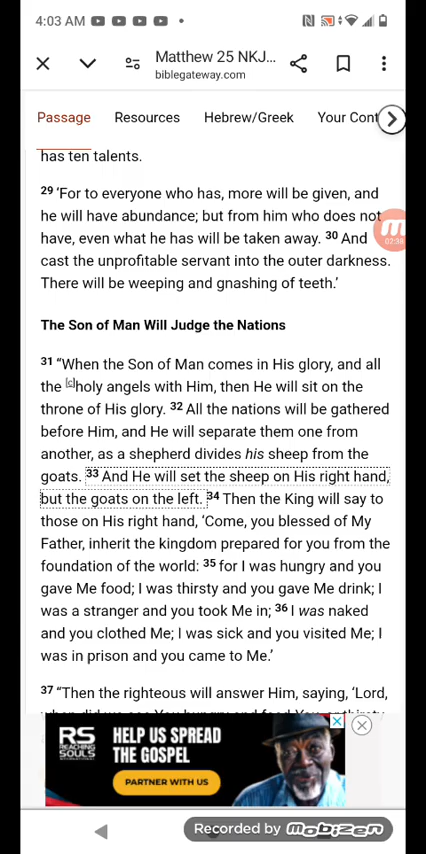 4:03 AM
Matthew 25 NKJ...
biblegateway.com
Passage Resources Hebrew/Greek Your Cont
has ten talents.
29 ‘For to everyone who has, more will be given, and
he will have abundance; but from him who does not
have, even what he has will be taken away. 30 And
cast the unprofitable servant into the outer darkness.
There will be weeping and gnashing of teeth.’
02:38
The Son of Man Will Judge the Nations
31 “When the Son of Man comes in His glory, and all
the [c]holy angels with Him, then He will sit on the
throne of His glory. 32 All the nations will be gathered
before Him, and He will separate them one from
another, as a shepherd divides his sheep from the
goats. 33 And He will set the sheep on His right hand,
but the goats on the left. 34 Then the King will say to
those on His right hand, ‘Come, you blessed of My
Father, inherit the kingdom prepared for you from the
foundation of the world: 35 for I was hungry and you
gave Me food; I was thirsty and you gave Me drink; I
was a stranger and you took Me in; 36 I was naked
and you clothed Me; I was sick and you visited Me; I
was in prison and you came to Me.’
37 “Then the righteous will answer Him, saying, ‘Lord,
RS
REACHING
SOULS
HELP US SPREAD
THE GOSPEL
PARTNER WITH US
Recorded by mobizen